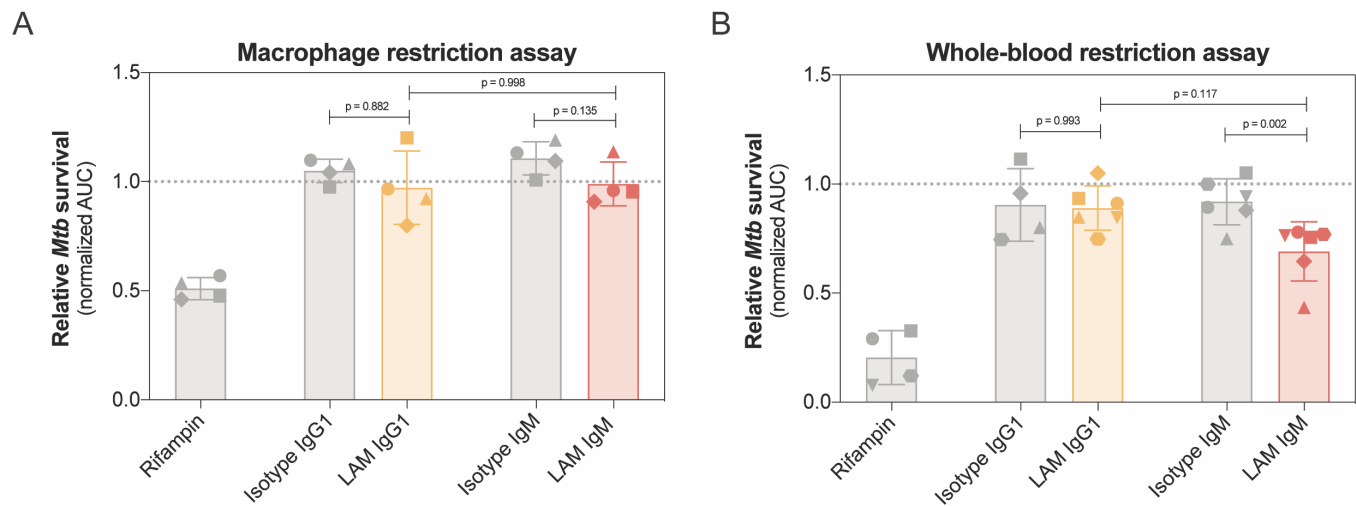 A
Macrophage restriction assay
Relative Mtb survival
(normalized AUC)
1.5
1.0
0.5
0.0
p = 0.998
p = 0.882
p = 0.135
Rifampin
Isotype IgG1
LAM IgG1
Isotype IgM
LAM IgM
B
Whole-blood restriction assay
Relative Mtb survival
(normalized AUC)
1.5
1.0
0.5
0.0
p = 0.117
p = 0.993
p = 0.002
Rifampin
Isotype IgG1
LAM IgG1
Isotype IgM
LAM IgM